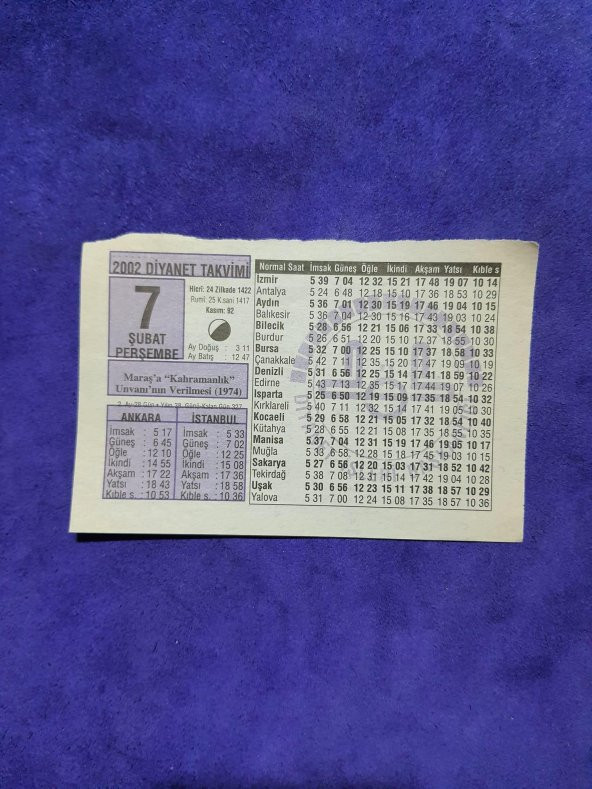 2002 DİYANET TAKVİMİ
7
ŞUBAT
PERŞEMBE
Hicri: 24 Zilkade 1422
Rumi: 25 K.sani 1417
Kasım: 92
Ay Doğuş : 3 11
Ay Batış : 12 47
Maraş'a "Kahramanlık"
Unvanı'nın Verilmesi (1974)
2. Ay-28 Gün
ANKARA
İmsak : 5 17
Güneş : 6 45
Öğle : 12 10
İkindi : 14 55
Akşam : 17 22
Yatsı : 18 43
Kıble s. : 10 53
İSTANBUL
İmsak : 5 33
Güneş : 7 02
Öğle : 12 25
İkindi : 15 08
Akşam : 17 36
Yatsı : 18 58
Kıble s. : 10 36
Normal Saat İmsak Güneş Öğle İkindi Akşam Yatsı Kıble s
İzmir 5 39 7 04 12 32 15 21 17 48 19 07 10 14
Antalya 5 24 6 48 12 18 15 10 17 36 18 53 10 29
Aydın 5 36 7 01 12 30 15 19 17 46 19 04 10 15
Balıkesir 5 36 7 04 12 30 15 16 17 43 19 03 10 24
Bilecik 5 28 6 56 12 21 15 06 17 33 18 54 10 38
Burdur 5 26 6 51 12 20 15 10 17 37 18 55 10 30
Bursa 5 32 7 00 12 25 15 10 17 37 18 58 10 33
Çanakkale 5 42 7 11 12 35 15 20 17 47 19 09 10 19
Denizli 5 31 6 56 12 25 15 14 17 41 18 59 10 22
Edirne 5 43 7 13 12 35 15 17 17 44 19 07 10 26
Isparta 5 25 6 50 12 19 15 09 17 35 18 54 10 32
Kırklareli 5 40 7 11 12 32 15 14 17 41 19 05 10 30
Kocaeli 5 29 6 58 12 21 15 05 17 32 18 54 10 40
Kütahya 5 28 6 55 12 21 15 08 17 35 18 55 10 35
Manisa 5 37 7 04 12 31 15 19 17 46 19 05 10 17
Muğla 5 33 6 58 12 28 15 18 17 45 19 03 10 15
Sakarya 5 27 6 56 12 20 15 03 17 31 18 52 10 42
Tekirdağ 5 38 7 08 12 31 15 14 17 42 19 04 10 28
Uşak 5 30 6 56 12 23 15 11 17 38 18 57 10 29
Yalova 5 31 7 00 12 24 15 08 17 35 18 57 10 36